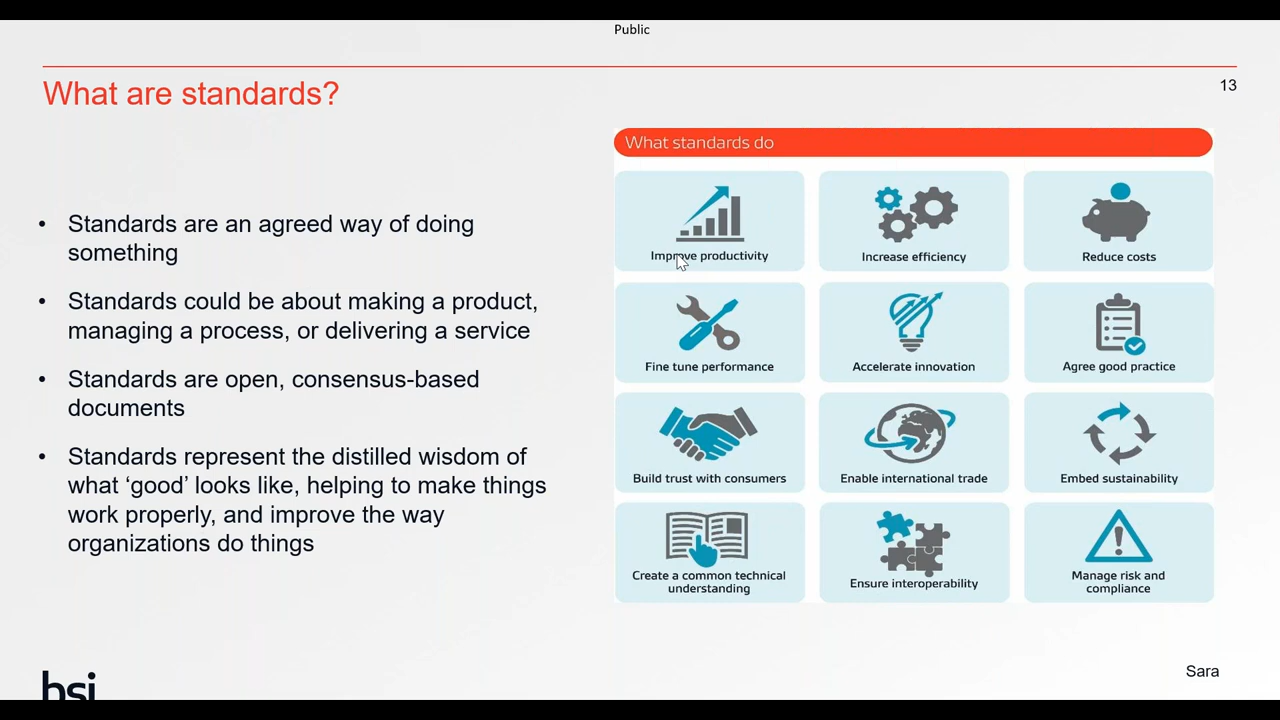 Public
What are standards?
13
• Standards are an agreed way of doing
something
• Standards could be about making a product,
managing a process, or delivering a service
• Standards are open, consensus-based
documents
• Standards represent the distilled wisdom of
what ‘good’ looks like, helping to make things
work properly, and improve the way
organizations do things
What standards do
Improve productivity
Increase efficiency
Reduce costs
Fine tune performance
Accelerate innovation
Agree good practice
Build trust with consumers
Enable international trade
Embed sustainability
Create a common technical
understanding
Ensure interoperability
Manage risk and
compliance
Sara
bsi